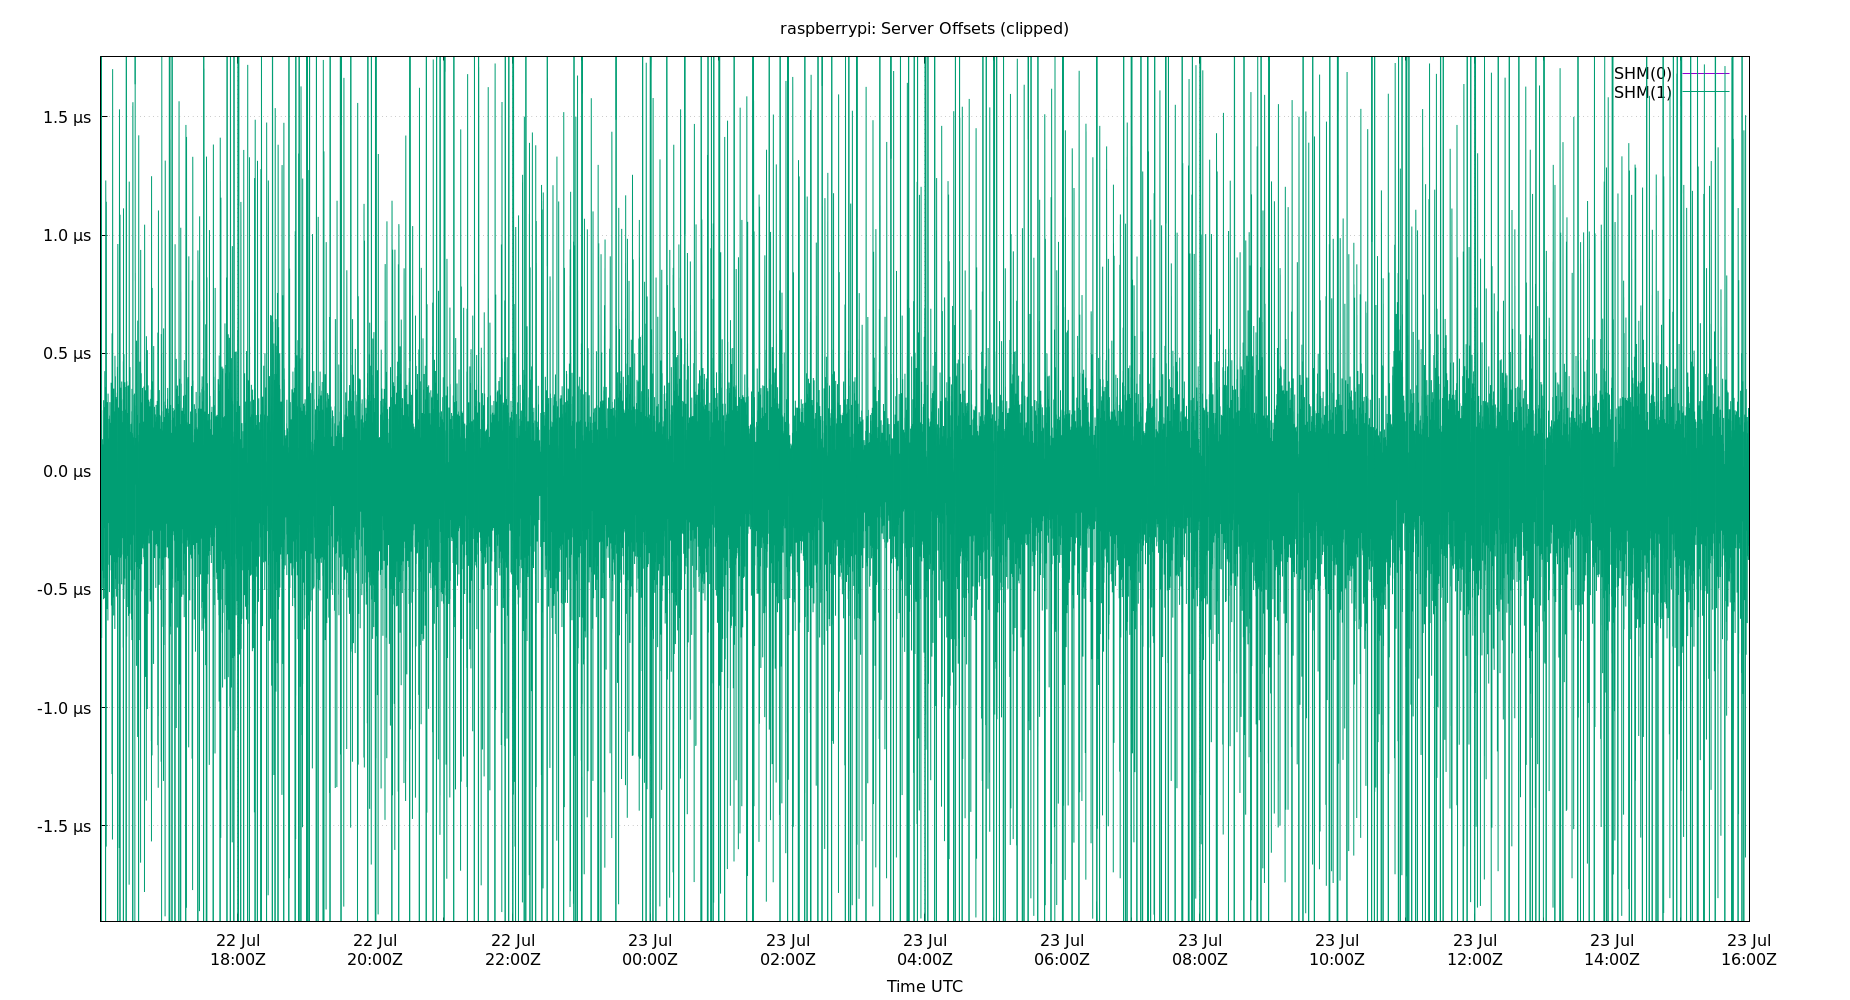 raspberrypi: Server Offsets (clipped)
SHM(0)
SHM(1)
1.5 µs
1.0 µs
0.5 µs
0.0 µs
-0.5 µs
-1.0 µs
-1.5 µs
22 Jul 22 Jul 22 Jul 23 Jul 23 Jul 23 Jul 23 Jul 23 Jul 23 Jul 23 Jul 23 Jul 23 Jul
18:00Z 20:00Z 22:00Z 00:00Z 02:00Z 04:00Z 06:00Z 08:00Z 10:00Z 12:00Z 14:00Z 16:00Z
Time UTC